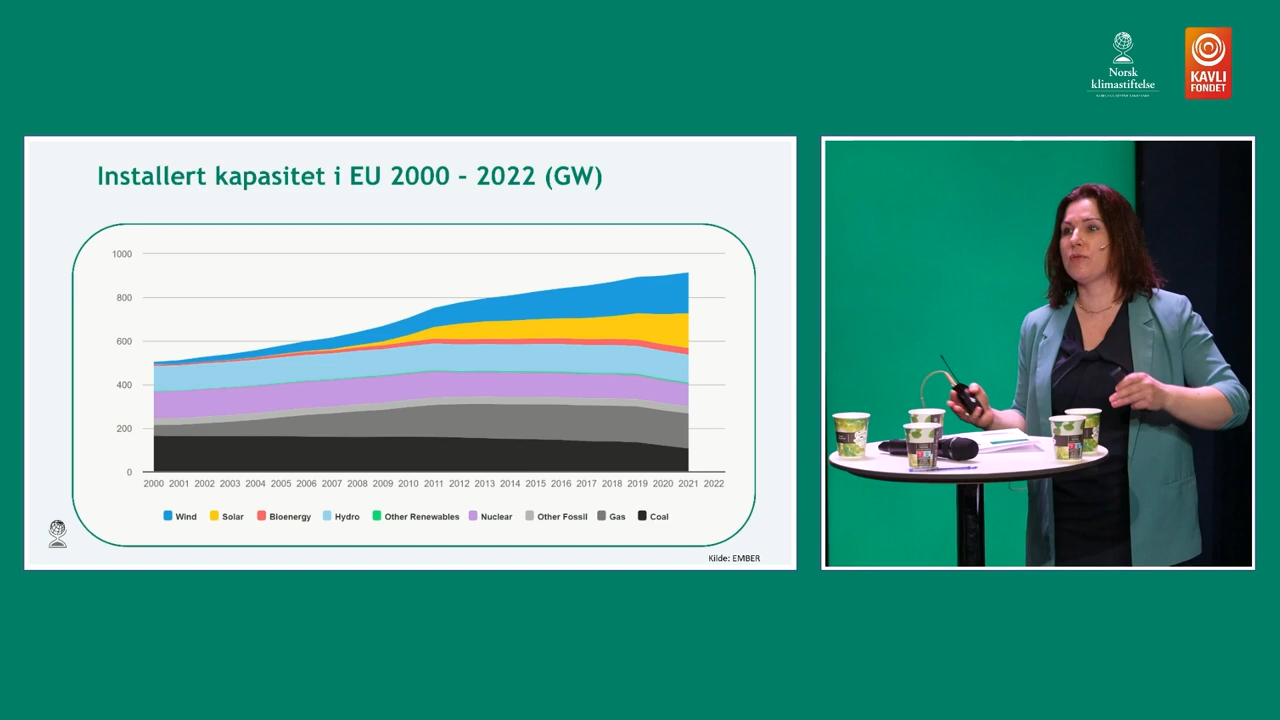 Norsk
klimastiftelse
KAVLI
FONDET
Installert kapasitet i EU 2000 - 2022 (GW)
1000
800
600
400
200
0
2000 2001 2002 2003 2004 2005 2006 2007 2008 2009 2010 2011 2012 2013 2014 2015 2016 2017 2018 2019 2020 2021 2022
Wind Solar Bioenergy Hydro Other Renewables Nuclear Other Fossil Gas Coal
Kilde: EMBER